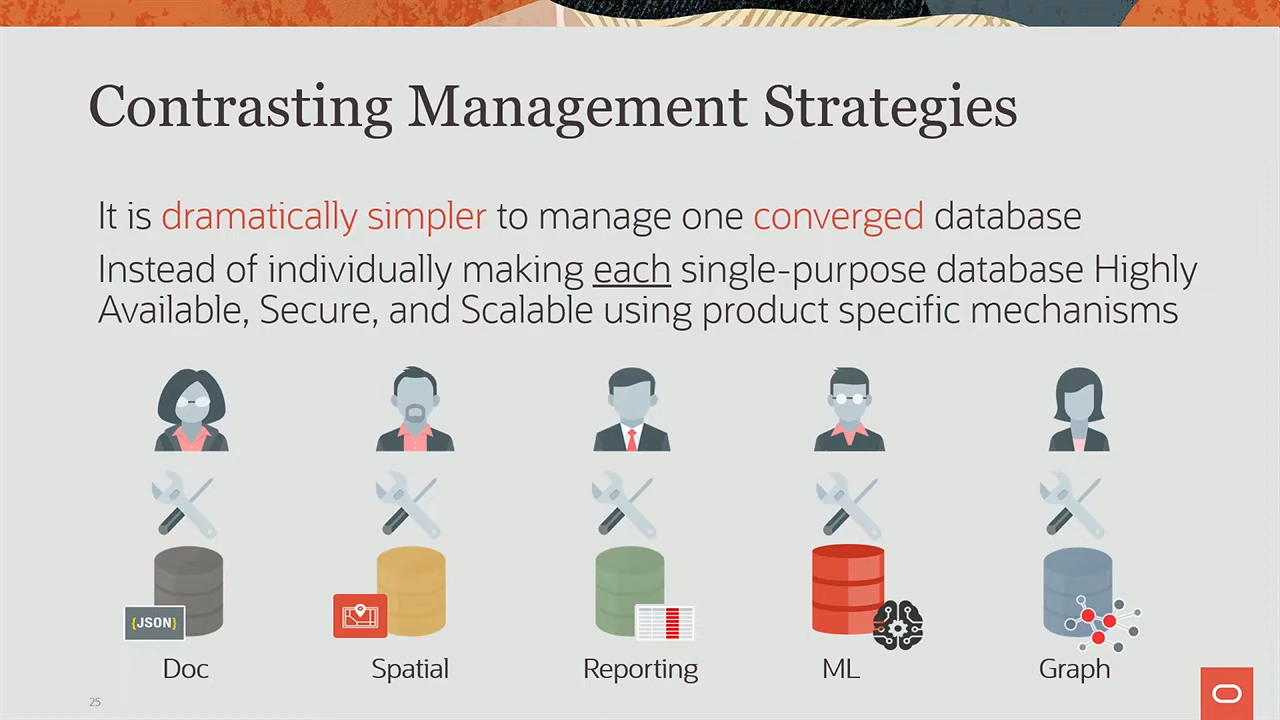 Contrasting Management Strategies
It is dramatically simpler to manage one converged database
Instead of individually making each single-purpose database Highly
Available, Secure, and Scalable using product specific mechanisms
{JSON}
Doc
Spatial
Reporting
ML
Graph
25